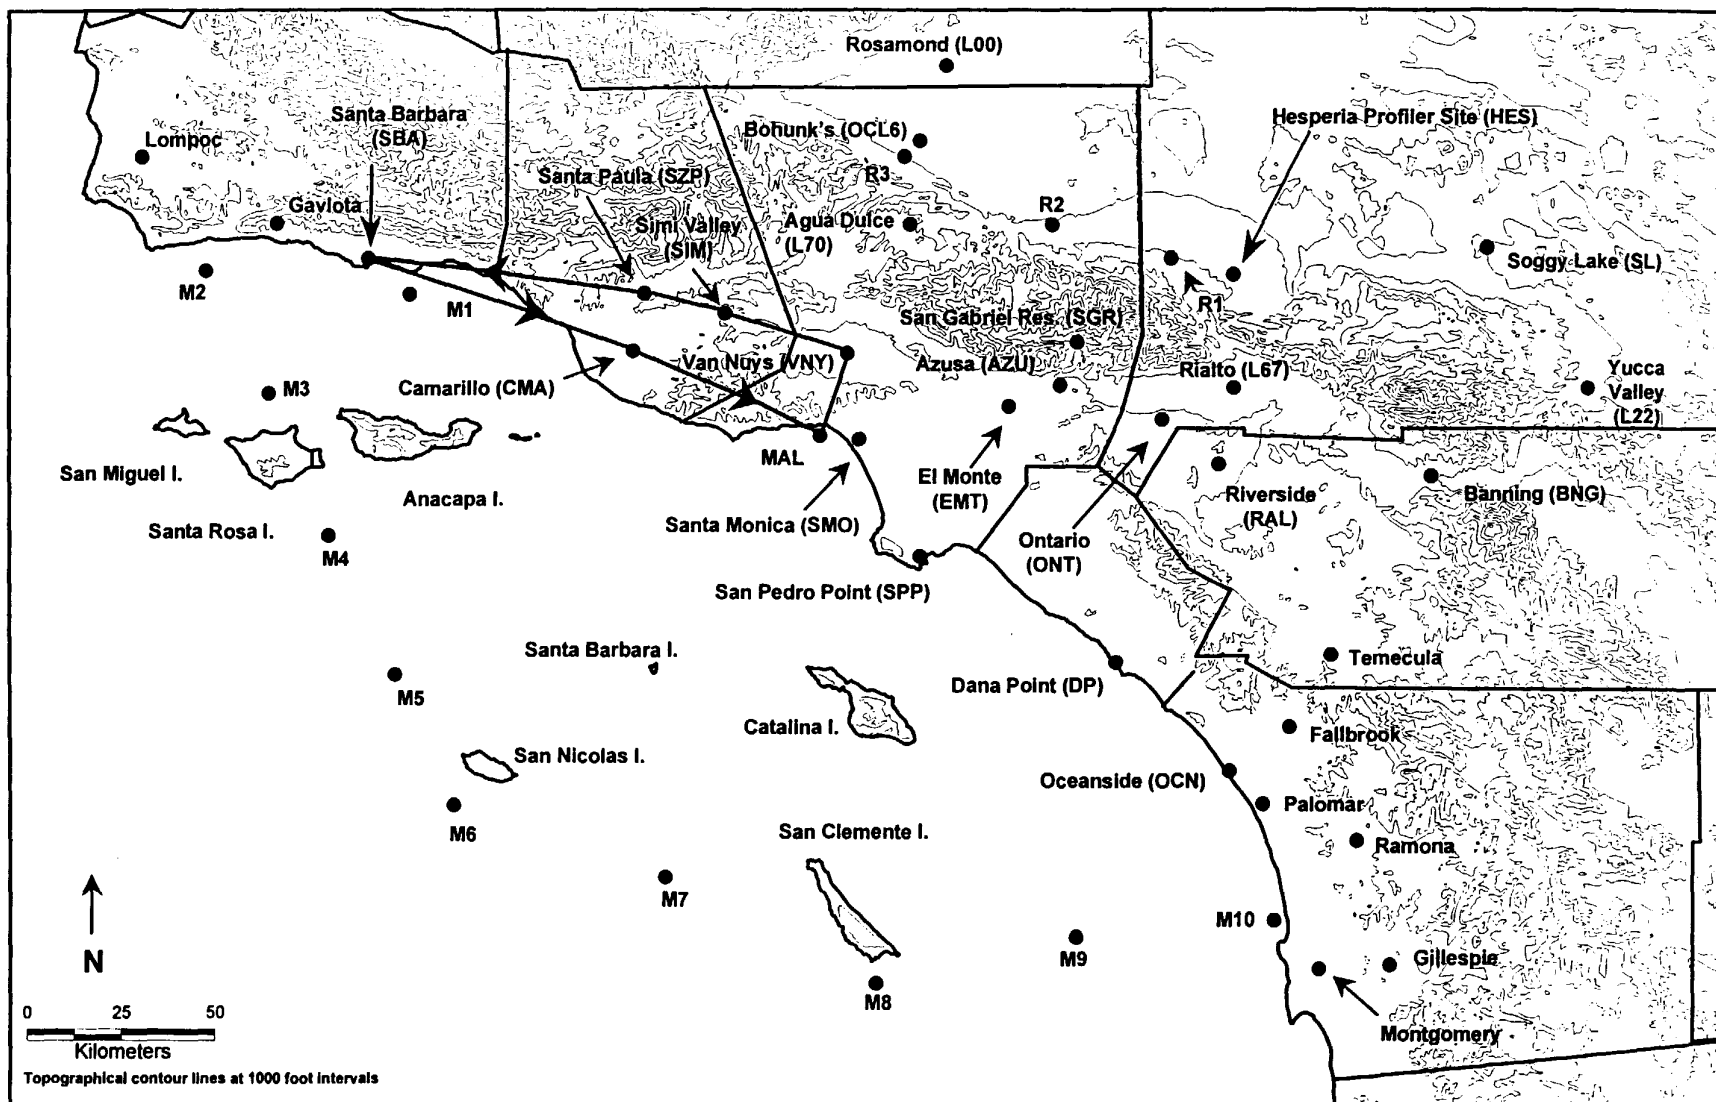 Rosamond (L00)
Santa Barbara
(SBA)
Hesperia Profiler Site (HES)
Lompoc
Bohunk's (OCL6)
R3
Santa Paula (SZP)
Gaviota
Simi Valley
(SIM)
Agua Dulce
(L70)
R2
Soggy Lake (SL)
M2
M1
R1
San Gabriel Res. (SGR)
Van Nuys (VNY)
Azusa (AZU)
Rialto (L67)
Yucca
Valley
(L22)
M3
Camarillo (CMA)
MAL
San Miguel I.
Anacapa I.
El Monte
(EMT)
Riverside
(RAL)
Banning (BNG)
Santa Rosa I.
M4
Santa Monica (SMO)
Ontario
(ONT)
San Pedro Point (SPP)
Santa Barbara I.
Temecula
M5
Dana Point (DP)
Catalina I.
Fallbrook
San Nicolas I.
Oceanside (OCN)
Palomar
M6
San Clemente I.
Ramona
M7
M10
N
M9
Gillespie
M8
Montgomery
0 25 50
Kilometers
Topographical contour lines at 1000 foot intervals